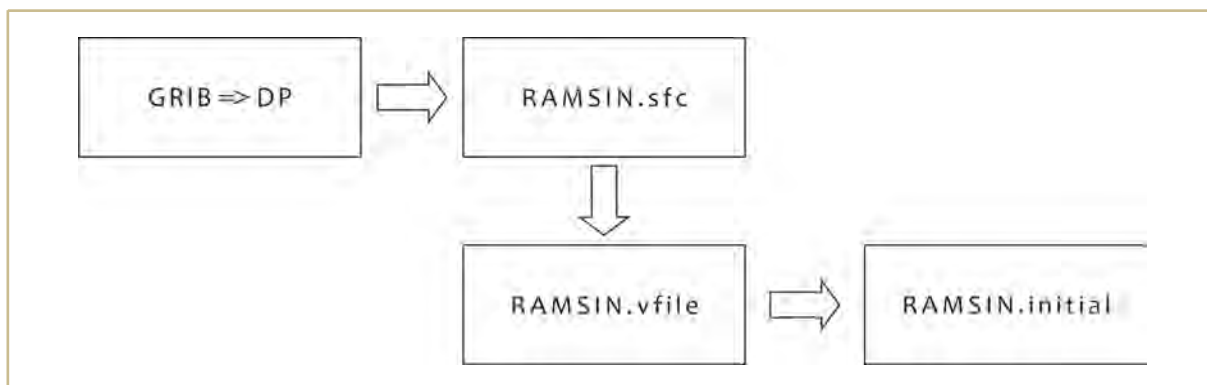 GRIB => DP
RAMSIN.sfc
RAMSIN.vfile
RAMSIN.initial